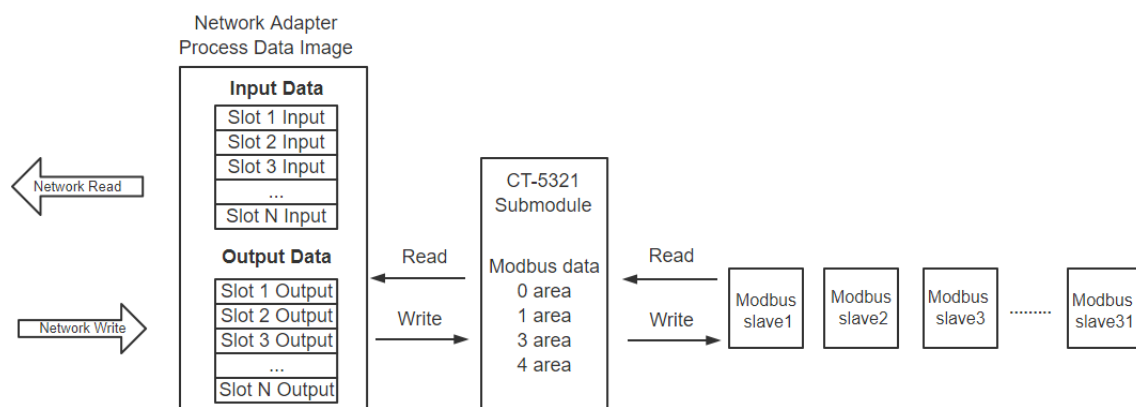 Network Adapter
Process Data Image
Input Data
Slot 1 Input
Slot 2 Input
Slot 3 Input
...
Slot N Input
Output Data
Slot 1 Output
Slot 2 Output
Slot 3 Output
...
Slot N Output
Network Read
Network Write
Read
Write
CT-5321
Submodule
Modbus data
0 area
1 area
3 area
4 area
Read
Write
Modbus
slave1
Modbus
slave2
Modbus
slave3
.........
Modbus
slave31